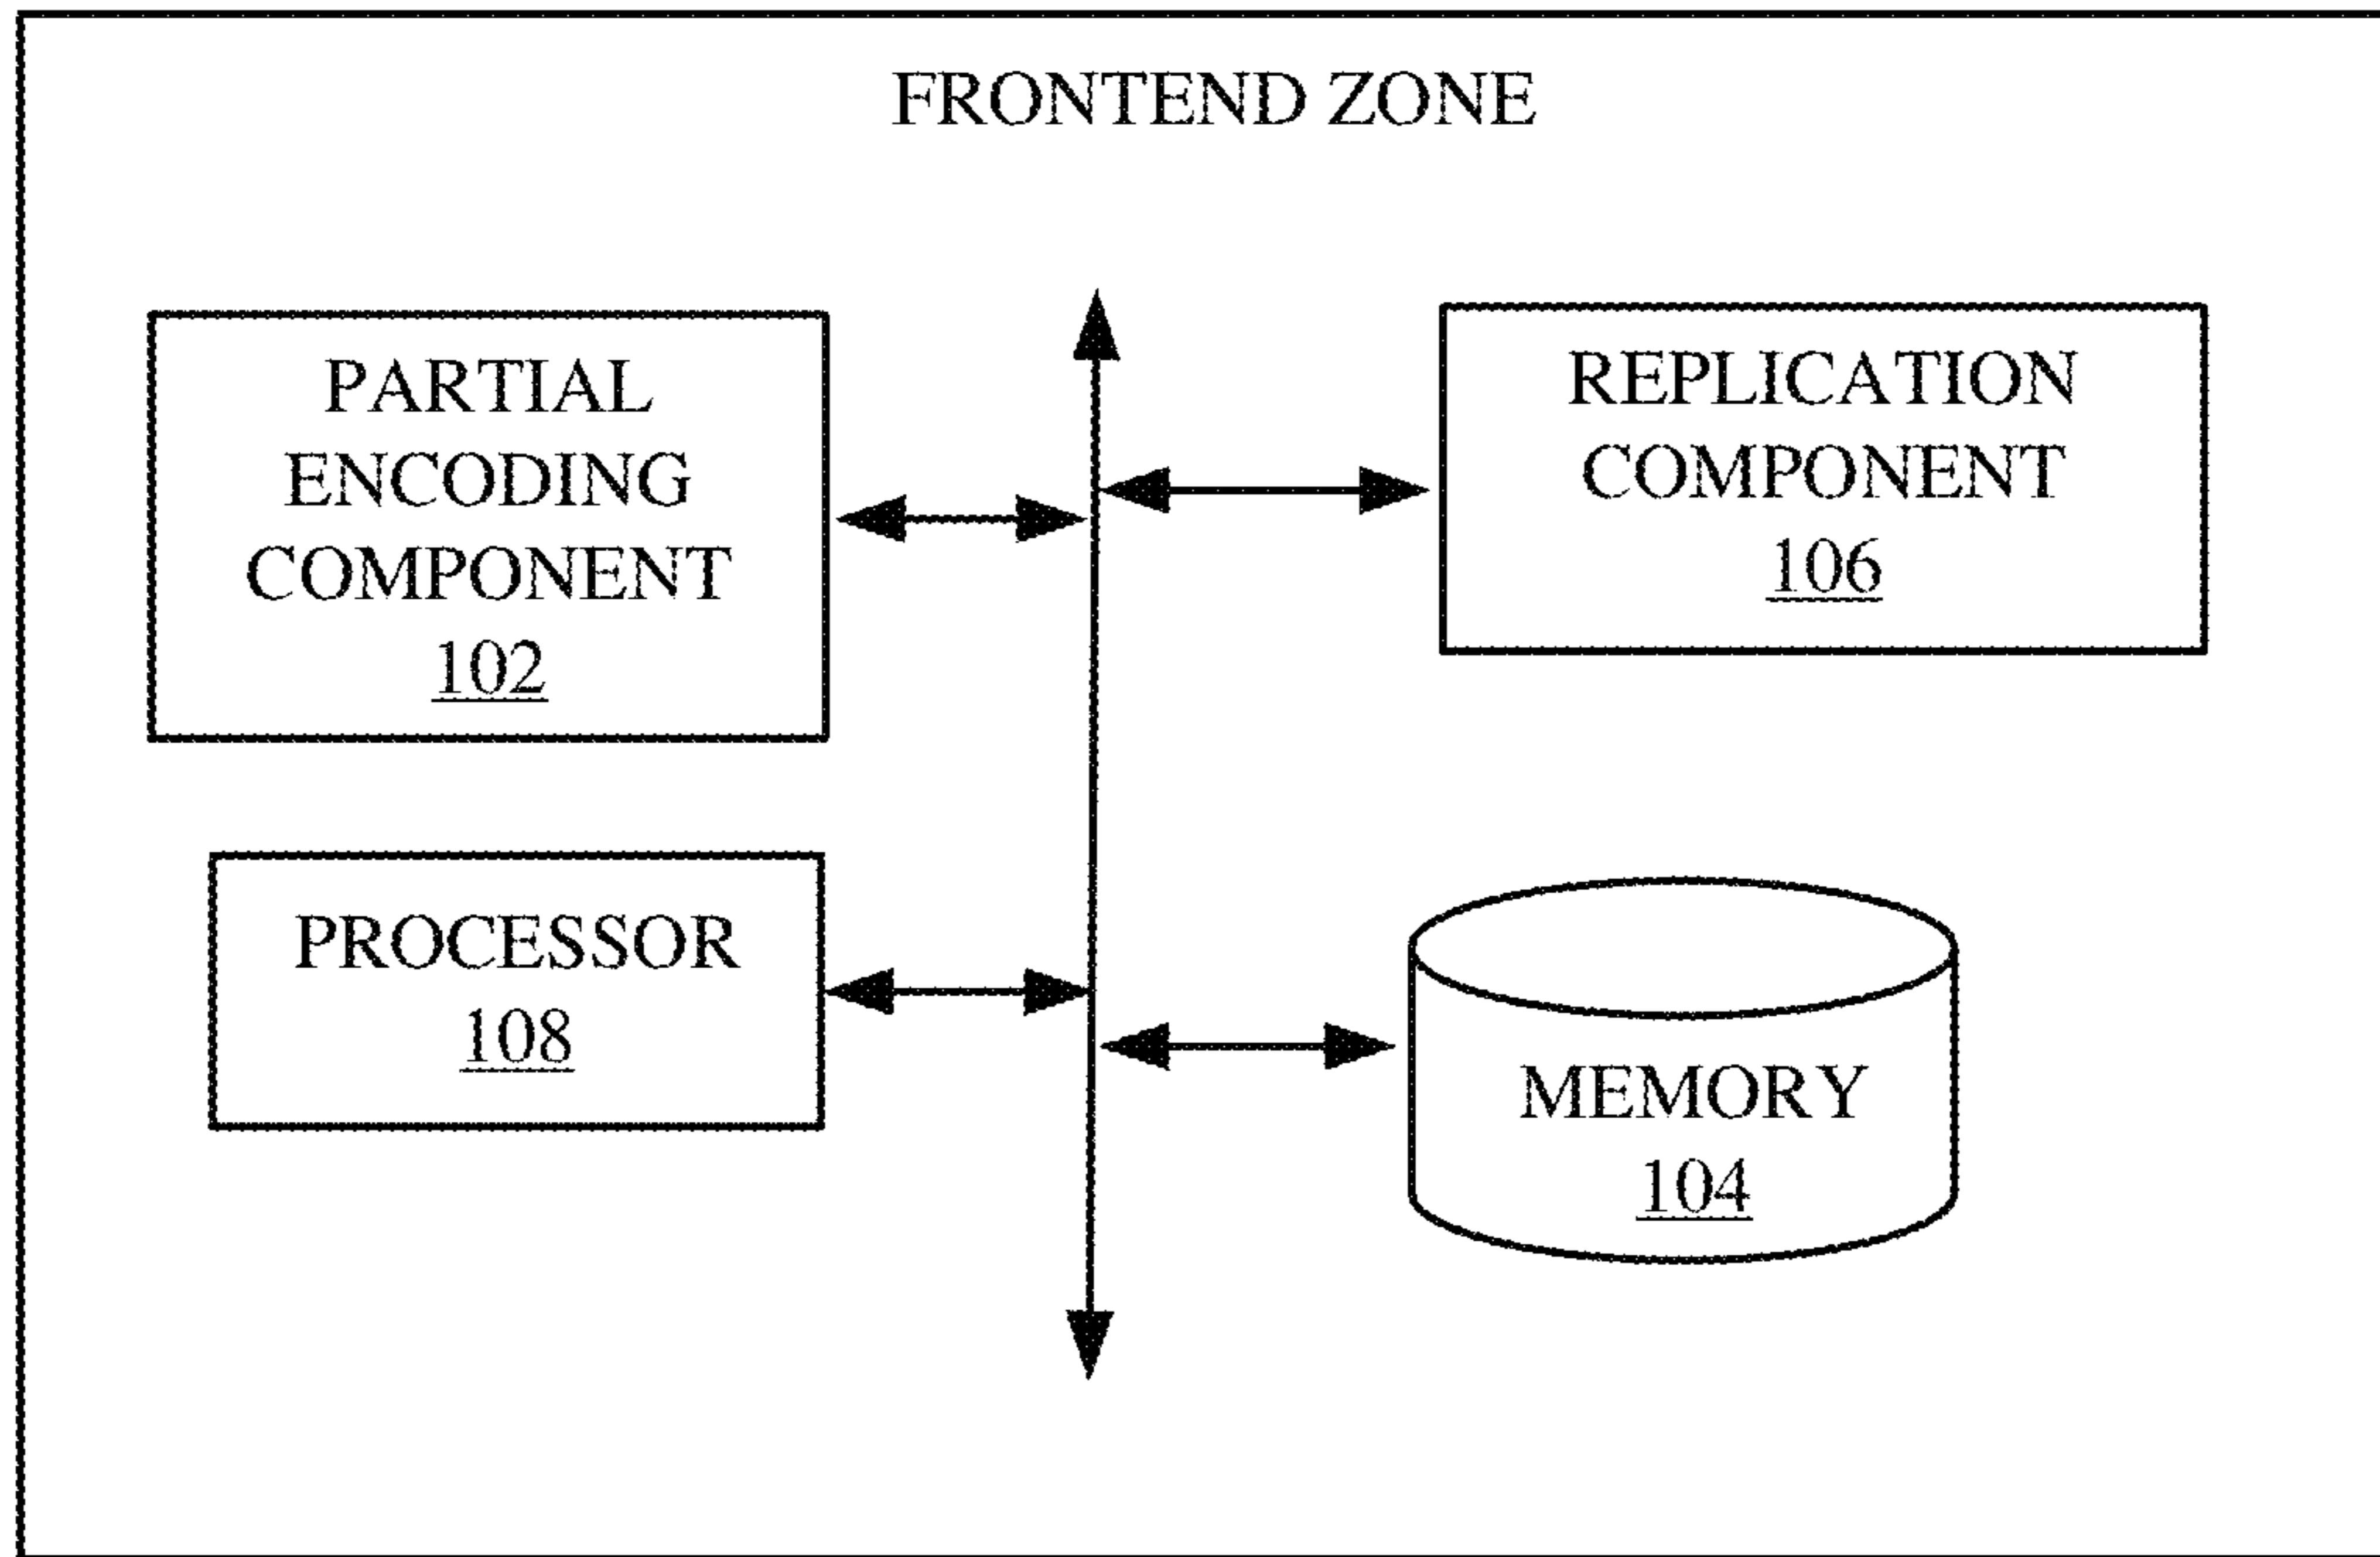 FRONTEND ZONE
PARTIAL
ENCODING
COMPONENT
102
REPLICATION
COMPONENT
106
PROCESSOR
108
MEMORY
104